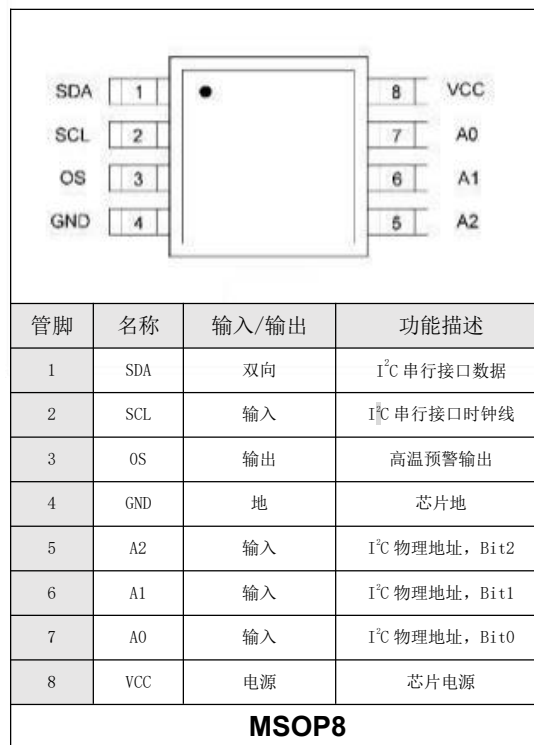 SDA 1 8 VCC
SCL 2 7 A0
OS 3 6 A1
GND 4 5 A2
管脚 名称 输入/输出 功能描述
1 SDA 双向 I²C 串行接口数据
2 SCL 输入 I²C 串行接口时钟线
3 OS 输出 高温预警输出
4 GND 地 芯片地
5 A2 输入 I²C 物理地址，Bit2
6 A1 输入 I²C 物理地址，Bit1
7 A0 输入 I²C 物理地址，Bit0
8 VCC 电源 芯片电源
MSOP8